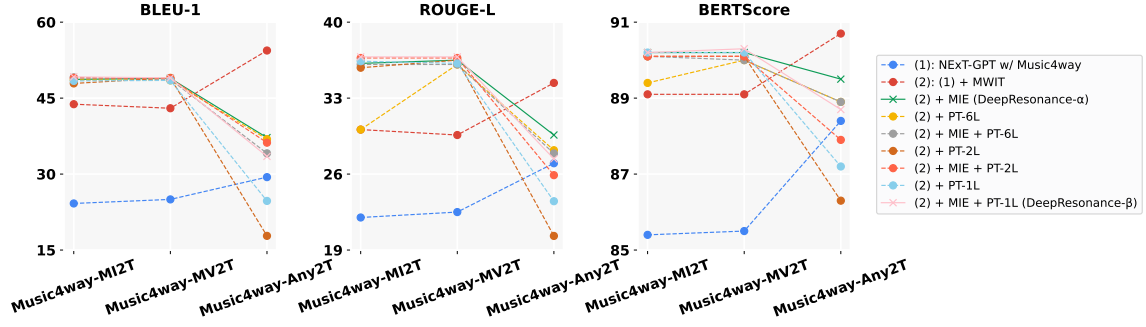 BLEU-1
60
45
30
15
Music4way-MI2T
Music4way-MV2T
Music4way-Any2T
ROUGE-L
40
33
26
19
Music4way-MI2T
Music4way-MV2T
Music4way-Any2T
BERTScore
91
89
87
85
Music4way-MI2T
Music4way-MV2T
Music4way-Any2T
(1): NExT-GPT w/ Music4way
(2): (1) + MWIT
(2) + MIE (DeepResonance-α)
(2) + PT-6L
(2) + MIE + PT-6L
(2) + PT-2L
(2) + MIE + PT-2L
(2) + PT-1L
(2) + MIE + PT-1L (DeepResonance-β)